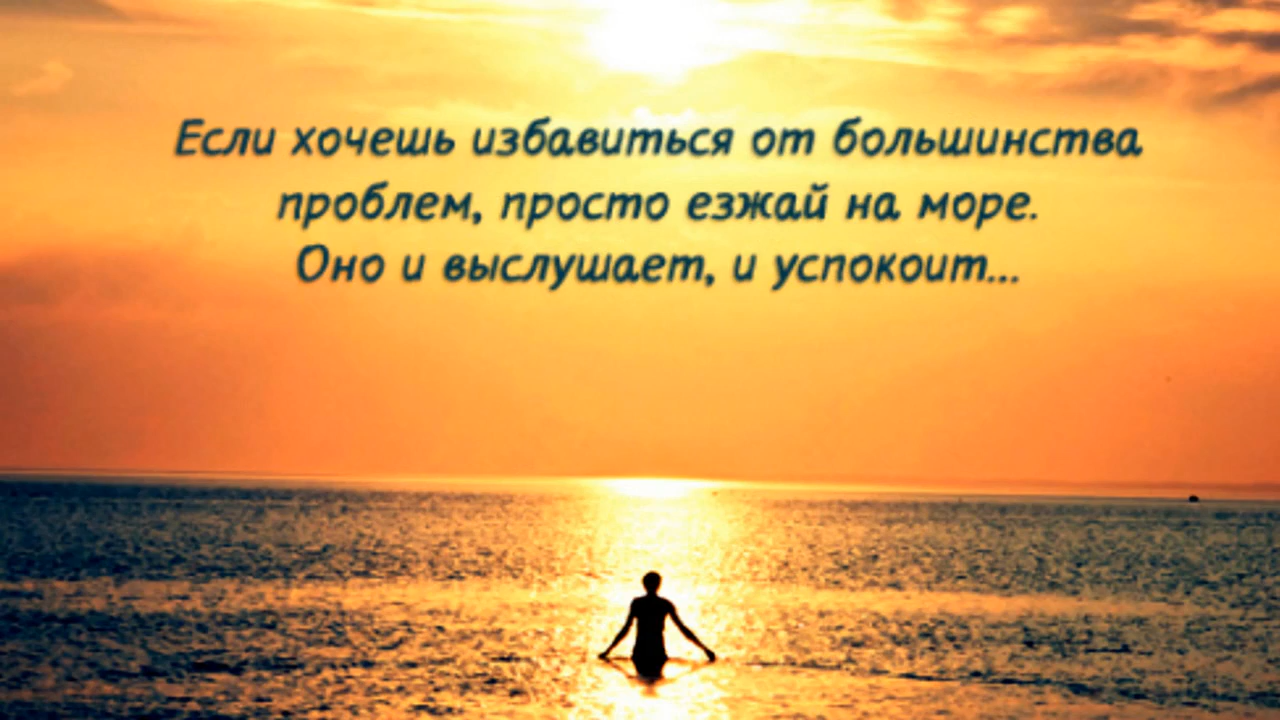 Если хочешь избавиться от большинства
проблем, просто езжай на море.
Оно и выслушает, и успокоит...